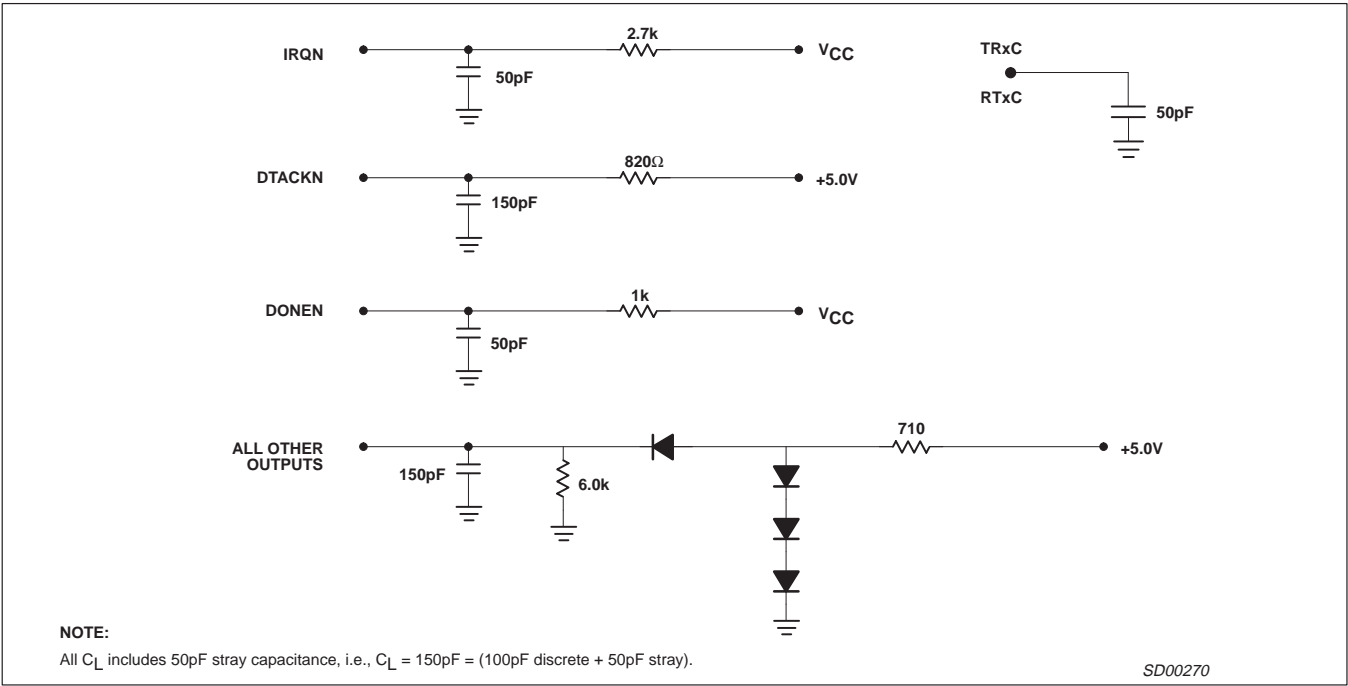 IRQN
2.7k
VCC
50pF
TRxC
RTxC
50pF
DTACKN
820Ω
+5.0V
150pF
DONEN
1k
VCC
50pF
ALL OTHER
OUTPUTS
150pF
6.0k
710
+5.0V
NOTE:
All CL includes 50pF stray capacitance, i.e., CL = 150pF = (100pF discrete + 50pF stray).
SD00270